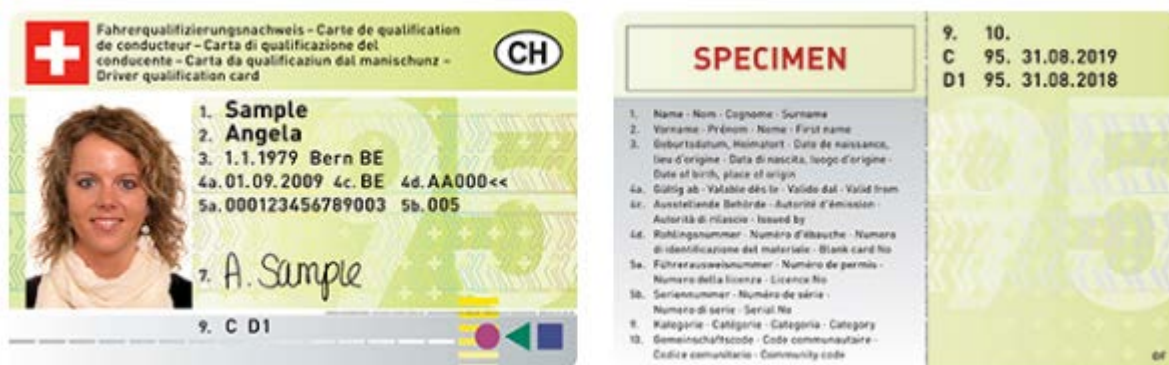 Fahrerqualifizierungsnachweis – Carte de qualification
de conducteur – Carta di qualificazione del
conducente – Carta da qualificaziun dal manischunz –
Driver qualification card
CH
1. Sample
2. Angela
3. 1.1.1979 Bern BE
4a. 01.09.2009 4c. BE 4d. AA000<<
5a. 000123456789003 5b. 005
7. A. Sample
9. C D1
SPECIMEN
1. Name - Nom - Cognome - Surname
2. Vorname - Prénom - Nome - First name
3. Geburtsdatum, Heimatort - Date de naissance,
lieu d'origine - Data di nascita, luogo d'origine -
Date of birth, place of origin
4a. Gültig ab - Valable dès le - Valido dal - Valid from
4c. Ausstellende Behörde - Autorité d'émission -
Autorità di rilascio - Issued by
4d. Rohlingsnummer - Numéro d'ébauche - Numero
di identificazione del materiale - Blank card No
5a. Führerausweisnummer - Numéro de permis -
Numero della licenza - Licence No
5b. Seriennummer - Numéro de série -
Numero di serie - Serial No
9. Kategorie - Catégorie - Categoria - Category
10. Gemeinschaftscode - Code communautaire -
Codice comunitario - Community code
9. 10.
C 95. 31.08.2019
D1 95. 31.08.2018
95